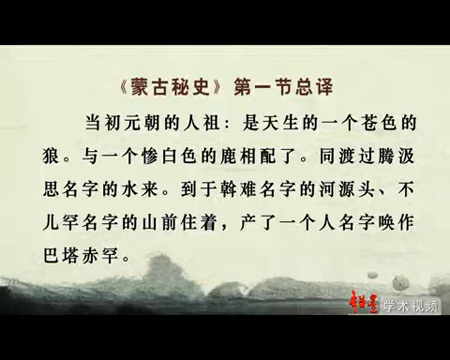 《蒙古秘史》第一节总译
当初元朝的人祖：是天生的一个苍色的
狼。与一个惨白色的鹿相配了。同渡过腾汲
思名字的水来。到于斡难名字的河源头、不
儿罕名字的山前住着，产了一个人名字唤作
巴塔赤罕。
学术视频